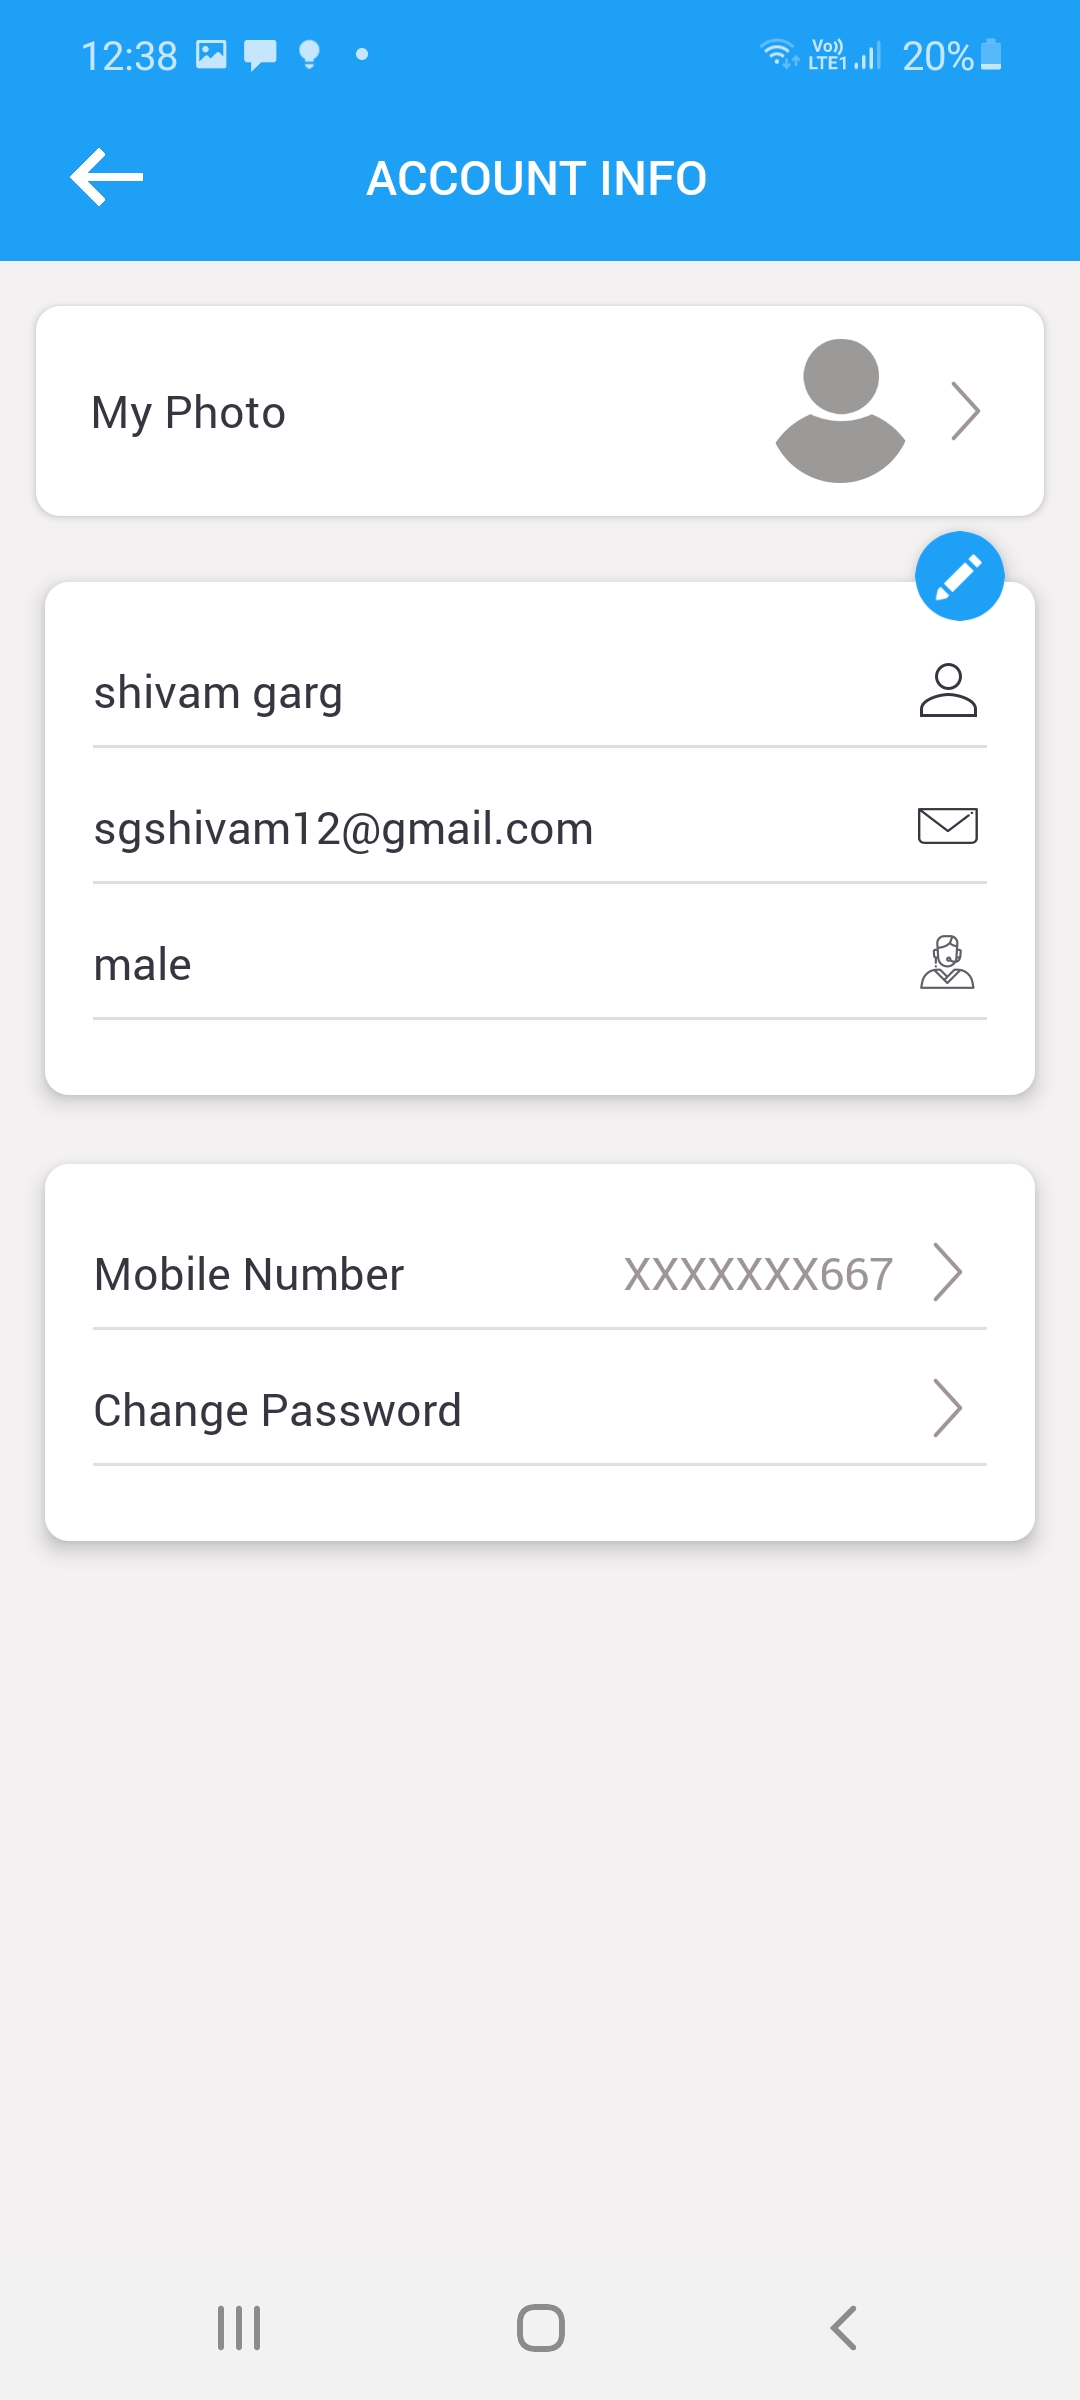 12:38 Vo)) LTE1 20%
ACCOUNT INFO
My Photo
shivam garg
sgshivam12@gmail.com
male
Mobile Number XXXXXXX667
Change Password